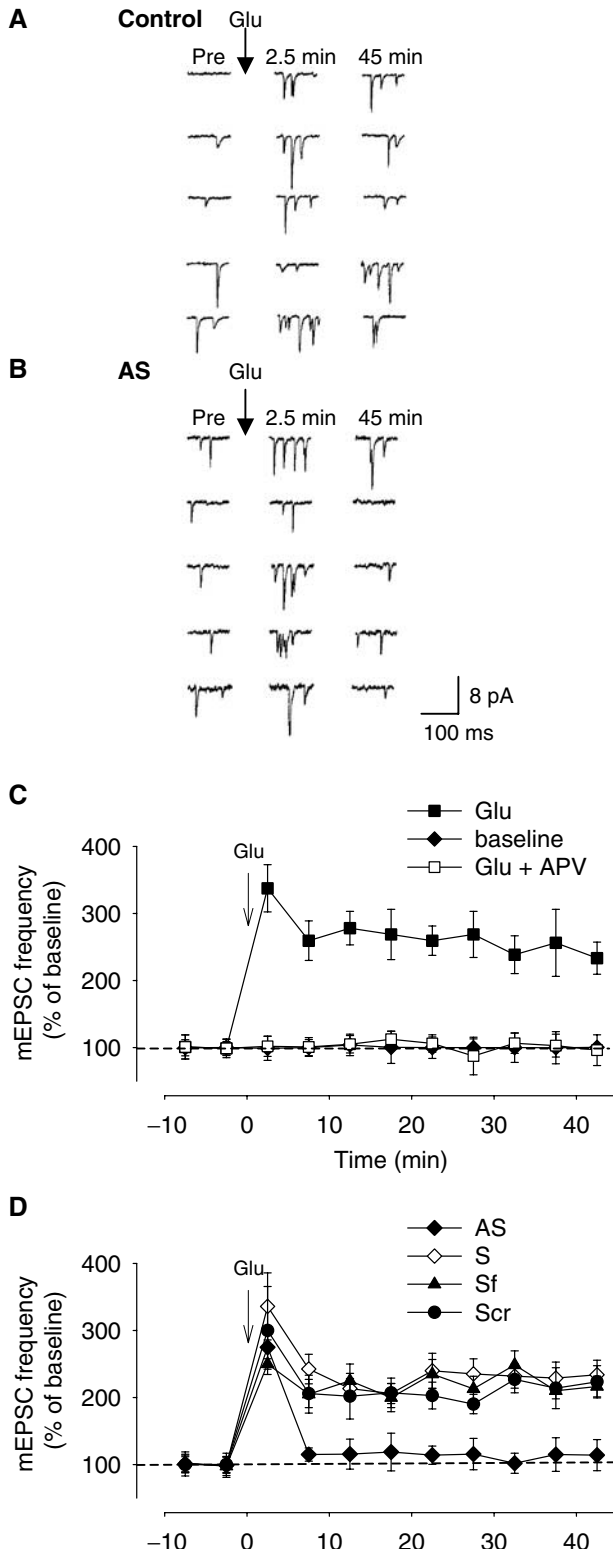 A Control Glu
Pre 2.5 min 45 min
B AS Glu
Pre 2.5 min 45 min
8 pA
100 ms
C
Glu
baseline
Glu + APV
Glu
mEPSC frequency
(% of baseline)
400
300
200
100
−10 0 10 20 30 40
Time (min)
D
AS
S
Sf
Scr
Glu
mEPSC frequency
(% of baseline)
400
300
200
100
−10 0 10 20 30 40